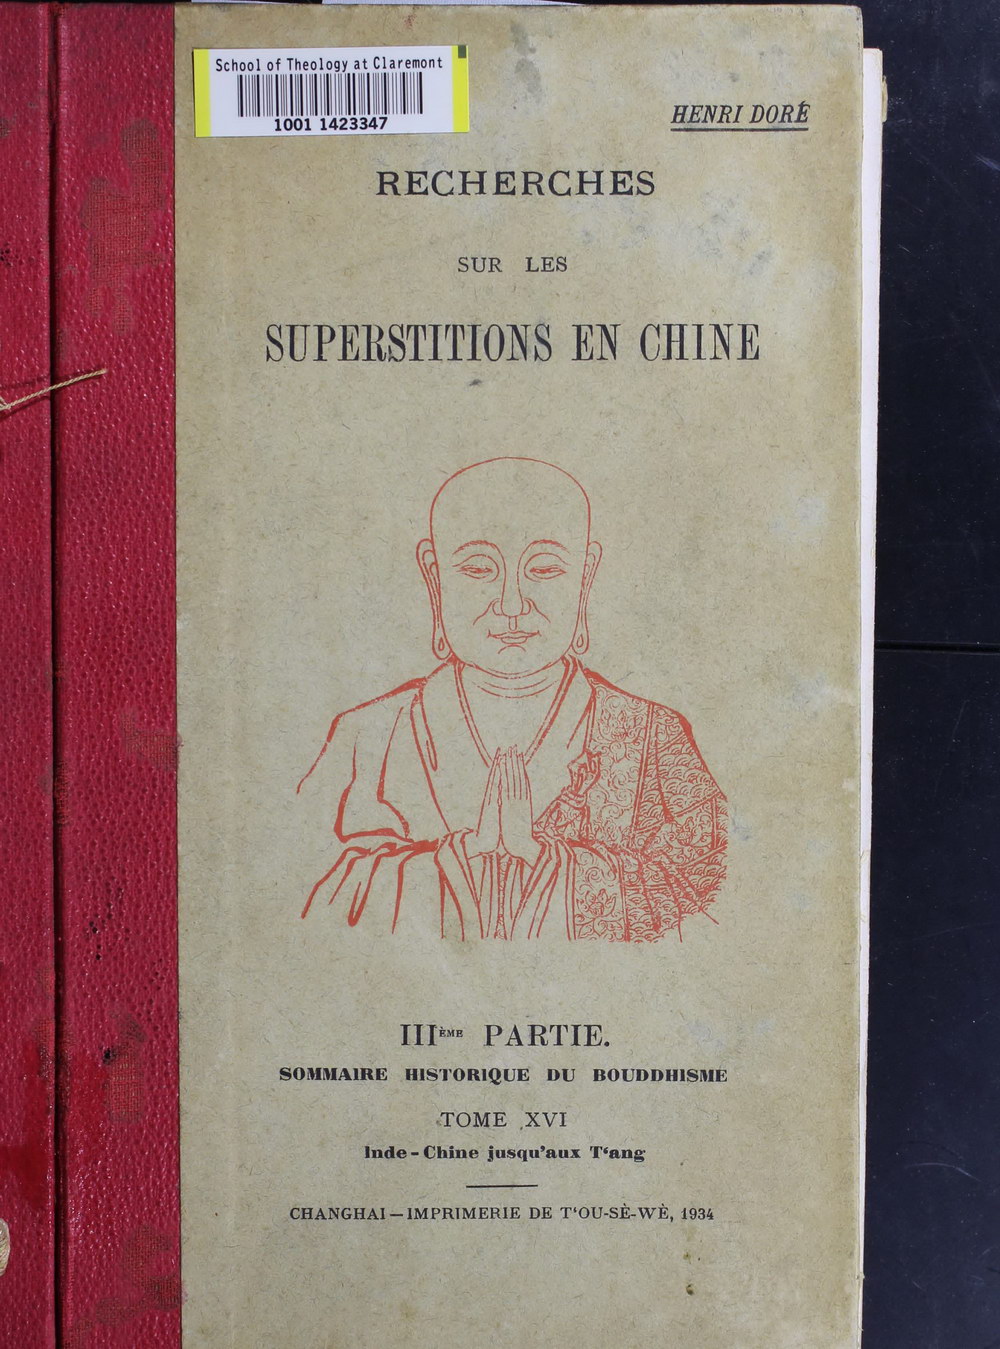 School of Theology at Claremont
1001 1423347
HENRI DORÉ
RECHERCHES
SUR LES
SUPERSTITIONS EN CHINE
IIIÈME PARTIE.
SOMMAIRE HISTORIQUE DU BOUDDHISME
TOME XVI
Inde-Chine jusqu'aux T‘ang
CHANGHAI—IMPRIMERIE DE T‘OU-SÈ-WÈ, 1934